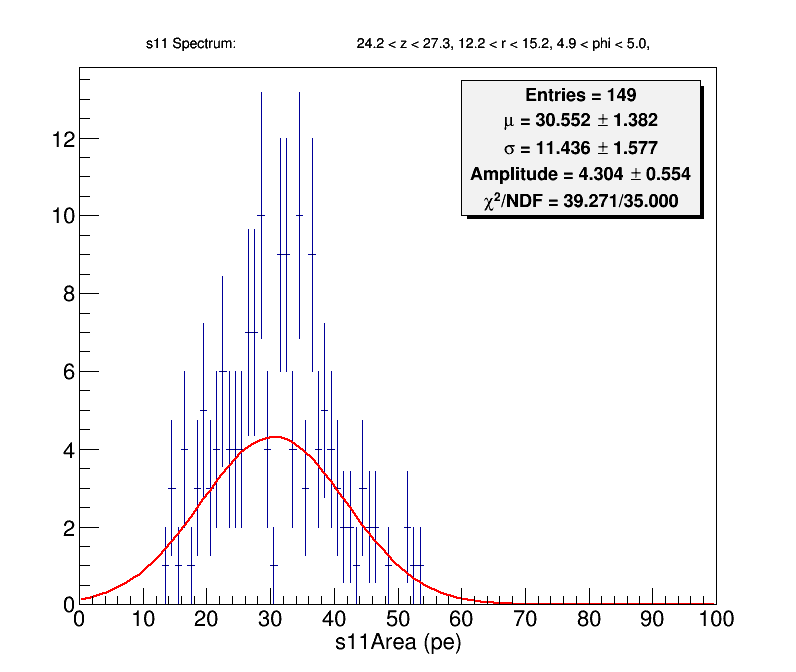 s11 Spectrum: 24.2 < z < 27.3, 12.2 < r < 15.2, 4.9 < phi < 5.0,
Entries = 149
μ = 30.552 ± 1.382
σ = 11.436 ± 1.577
Amplitude = 4.304 ± 0.554
χ²/NDF = 39.271/35.000
12
10
8
6
4
2
0
0 10 20 30 40 50 60 70 80 90 100
s11Area (pe)